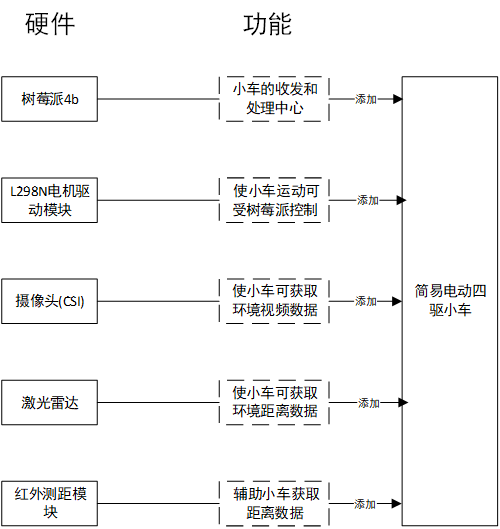 硬件
功能
树莓派4b
小车的收发和
处理中心
添加
L298N电机驱
动模块
使小车运动可
受树莓派控制
添加
摄像头(CSI)
使小车可获取
环境视频数据
添加
简易电动四
驱小车
激光雷达
使小车可获取
环境距离数据
添加
红外测距模
块
辅助小车获取
距离数据
添加